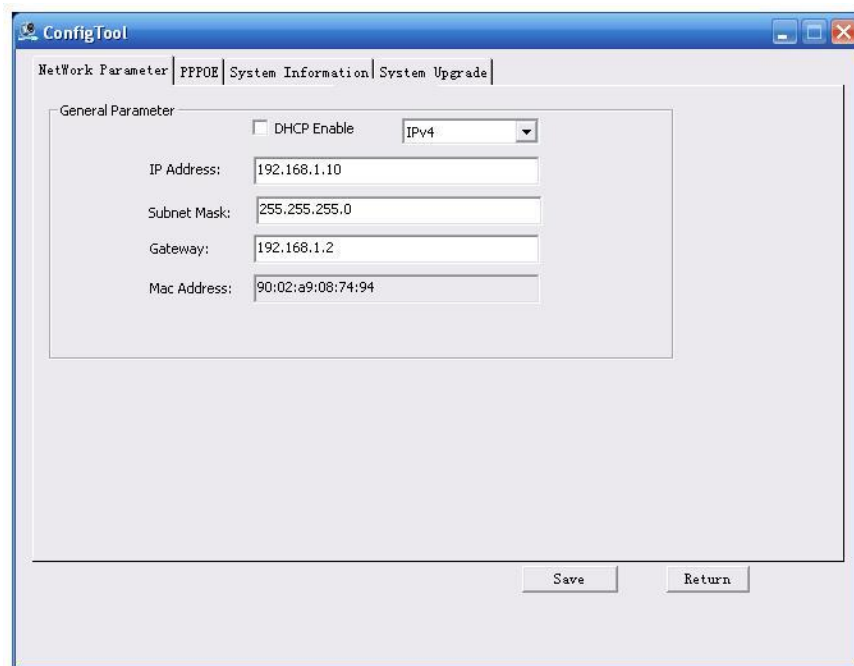 ConfigTool
NetWork Parameter PPPOE System Information System Upgrade
General Parameter
DHCP Enable IPv4
IP Address: 192.168.1.10
Subnet Mask: 255.255.255.0
Gateway: 192.168.1.2
Mac Address: 90:02:a9:08:74:94
Save Return